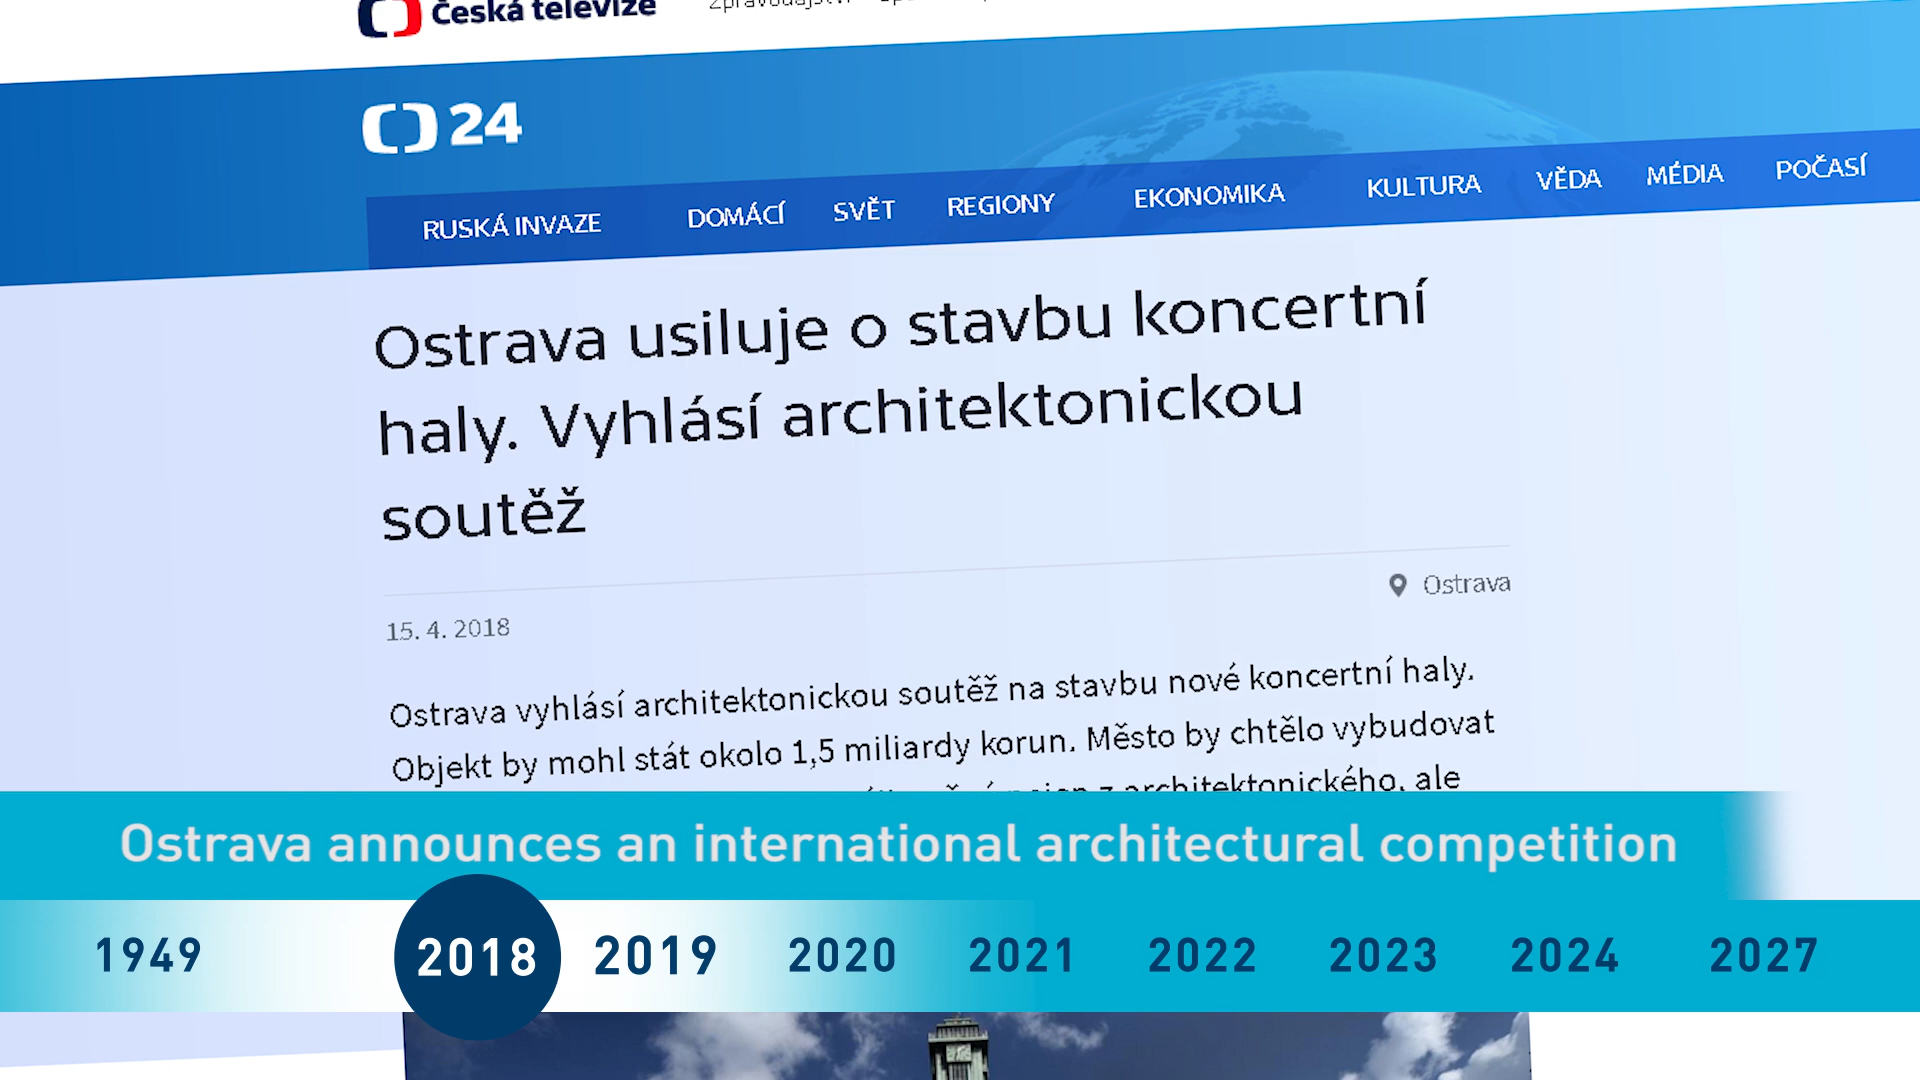 Česká televize
24
RUSKÁ INVAZE DOMÁCÍ SVĚT REGIONY EKONOMIKA KULTURA VĚDA MÉDIA POČASÍ
Ostrava usiluje o stavbu koncertní
haly. Vyhlásí architektonickou
soutěž
Ostrava
15. 4. 2018
Ostrava vyhlásí architektonickou soutěž na stavbu nové koncertní haly.
Objekt by mohl stát okolo 1,5 miliardy korun. Město by chtělo vybudovat
z architektonického, ale
Ostrava announces an international architectural competition
1949 2018 2019 2020 2021 2022 2023 2024 2027